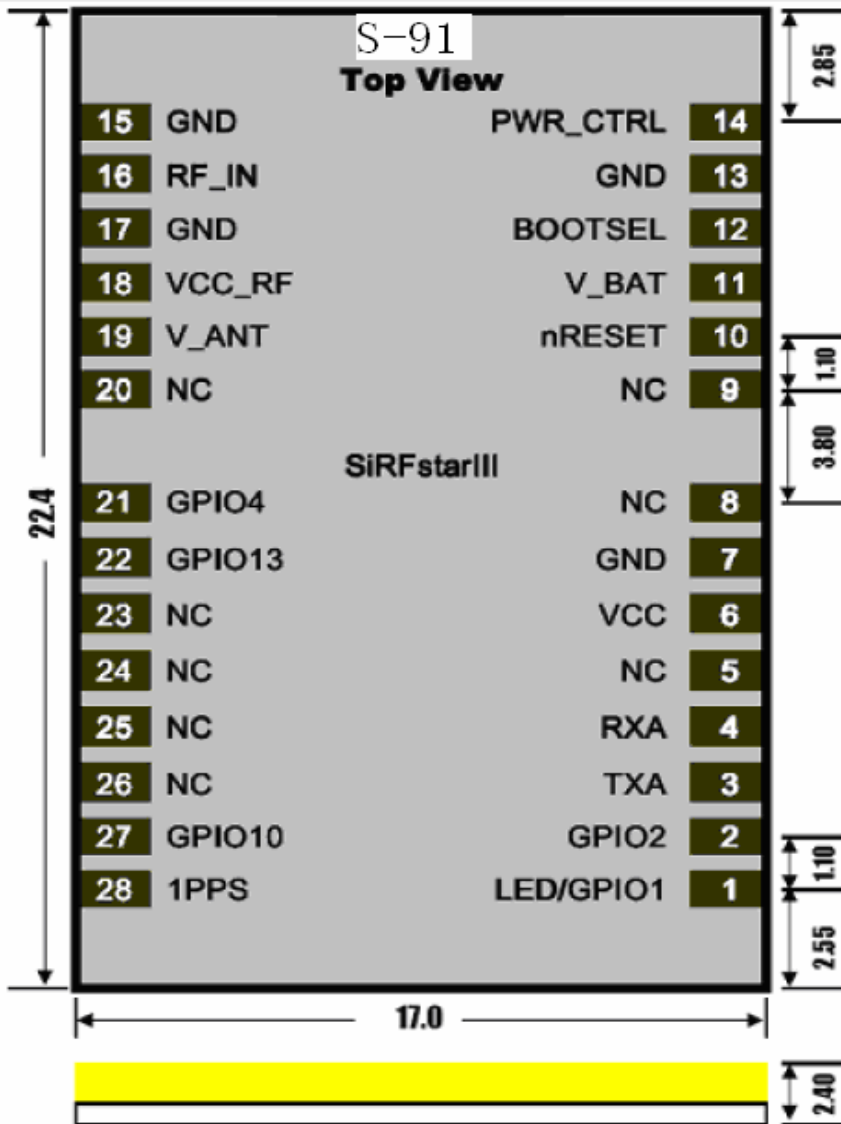 S-91
Top View
2.85
15 GND PWR_CTRL 14
16 RF_IN GND 13
17 GND BOOTSEL 12
18 VCC_RF V_BAT 11
19 V_ANT nRESET 10
1.10
20 NC NC 9
3.80
SiRFstarIII
22.4
21 GPIO4 NC 8
22 GPIO13 GND 7
23 NC VCC 6
24 NC NC 5
25 NC RXA 4
26 NC TXA 3
27 GPIO10 GPIO2 2
1.10
28 1PPS LED/GPIO1 1
2.55
17.0
2.40